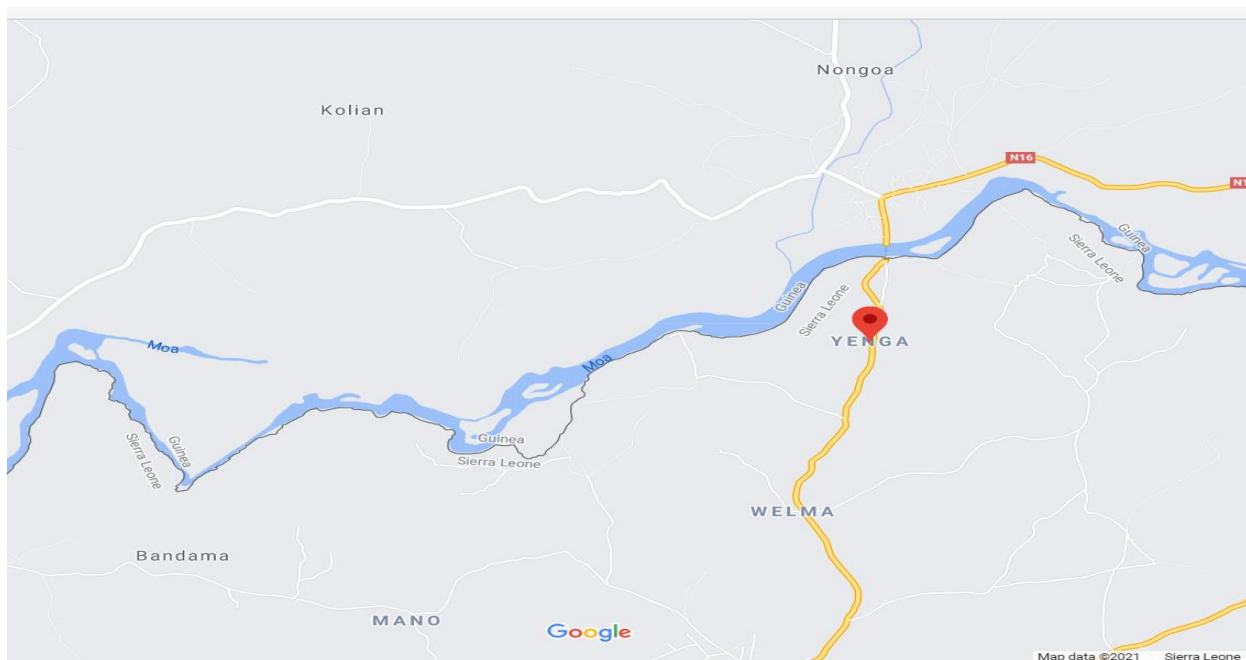 Nongoa
Kolian
N16
N1
Guinea
Sierra Leone
Guinea
Sierra Leone
YENGA
Moa
Moa
Guinea
Sierra Leone
Guinea
Sierra Leone
WELMA
Bandama
MANO
Google
Map data ©2021 Sierra Leone